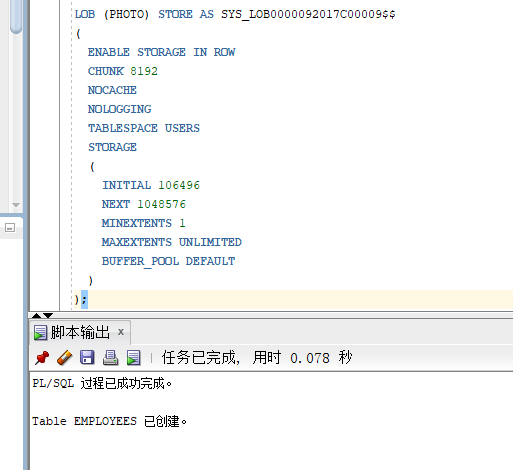 LOB (PHOTO) STORE AS SYS_LOB0000092017C00009$$
(
ENABLE STORAGE IN ROW
CHUNK 8192
NOCACHE
NOLOGGING
TABLESPACE USERS
STORAGE
(
INITIAL 106496
NEXT 1048576
MINEXTENTS 1
MAXEXTENTS UNLIMITED
BUFFER_POOL DEFAULT
)
);
脚本输出 x
任务已完成, 用时 0.078 秒
PL/SQL 过程已成功完成。
Table EMPLOYEES 已创建。